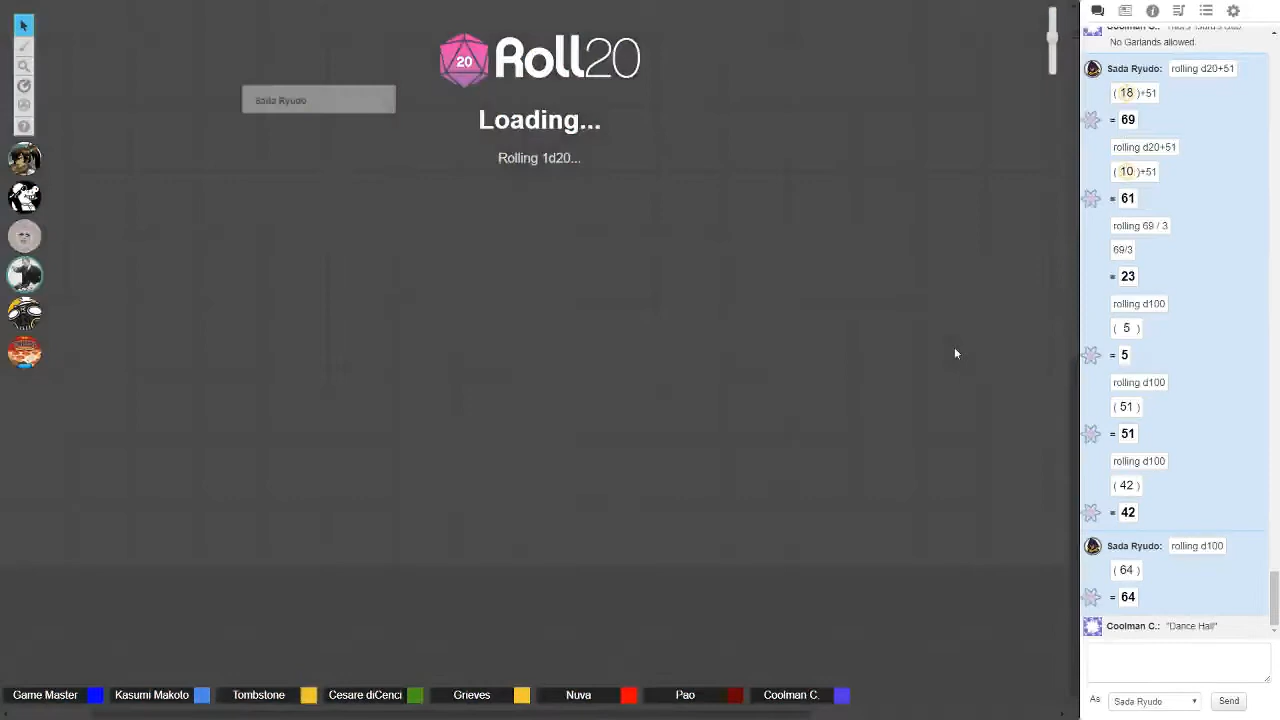 20
Roll20
Loading...
Rolling 1d20...
Sada Ryudo
No Garlands allowed.
Sada Ryudo: rolling d20+51
( 18 )+51
= 69
rolling d20+51
( 10 )+51
= 61
rolling 69 / 3
69/3
= 23
rolling d100
( 5 )
= 5
rolling d100
( 51 )
= 51
rolling d100
( 42 )
= 42
Sada Ryudo: rolling d100
( 64 )
= 64
Coolman C.: "Dance Hall"
As Sada Ryudo Send
Game Master Kasumi Makoto Tombstone Cesare diCenci Grieves Nuva Pao Coolman C.